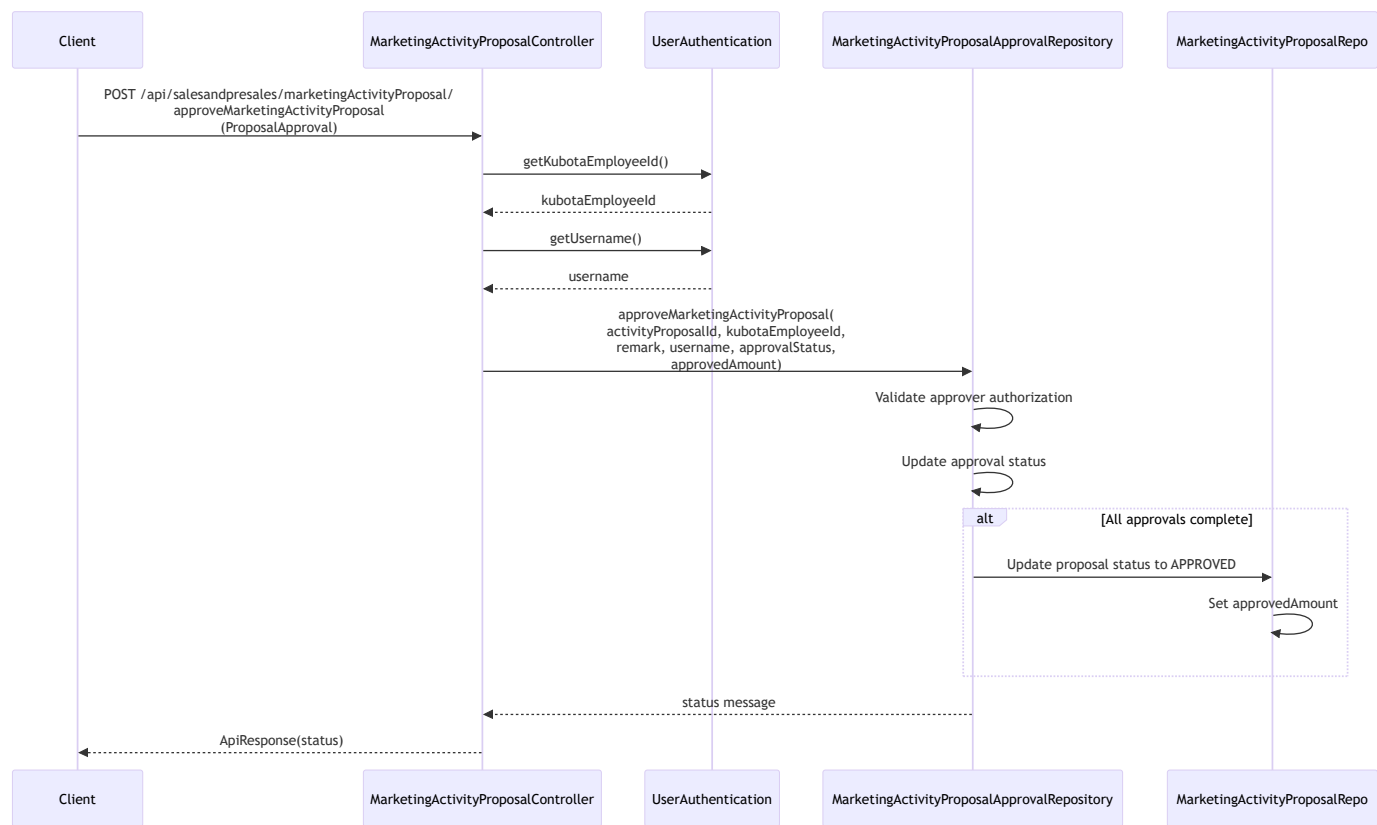 Client
MarketingActivityProposalController
UserAuthentication
MarketingActivityProposalApprovalRepository
MarketingActivityProposalRepo
POST /api/salesandpresales/marketingActivityProposal/
approveMarketingActivityProposal
(ProposalApproval)
getKubotaEmployeeId()
kubotaEmployeeId
getUsername()
username
approveMarketingActivityProposal(
activityProposalId, kubotaEmployeeId,
remark, username, approvalStatus,
approvedAmount)
Validate approver authorization
Update approval status
alt
[All approvals complete]
Update proposal status to APPROVED
Set approvedAmount
status message
ApiResponse(status)
Client
MarketingActivityProposalController
UserAuthentication
MarketingActivityProposalApprovalRepository
MarketingActivityProposalRepo